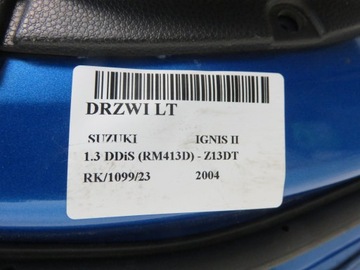 DRZWI LT
SUZUKI IGNIS II
1.3 DDiS (RM413D) - Z13DT
RK/1099/23 2004